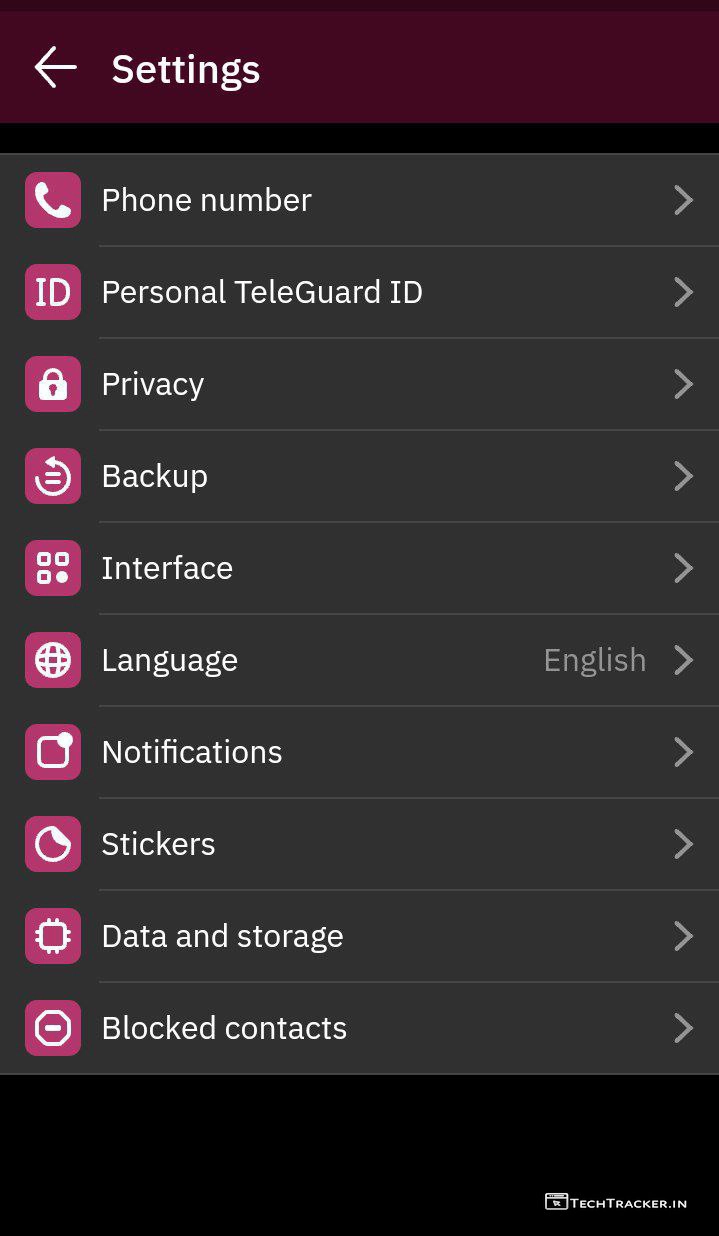 Settings
Phone number
ID Personal TeleGuard ID
Privacy
Backup
Interface
Language English
Notifications
Stickers
Data and storage
Blocked contacts
TECHTRACKER.IN